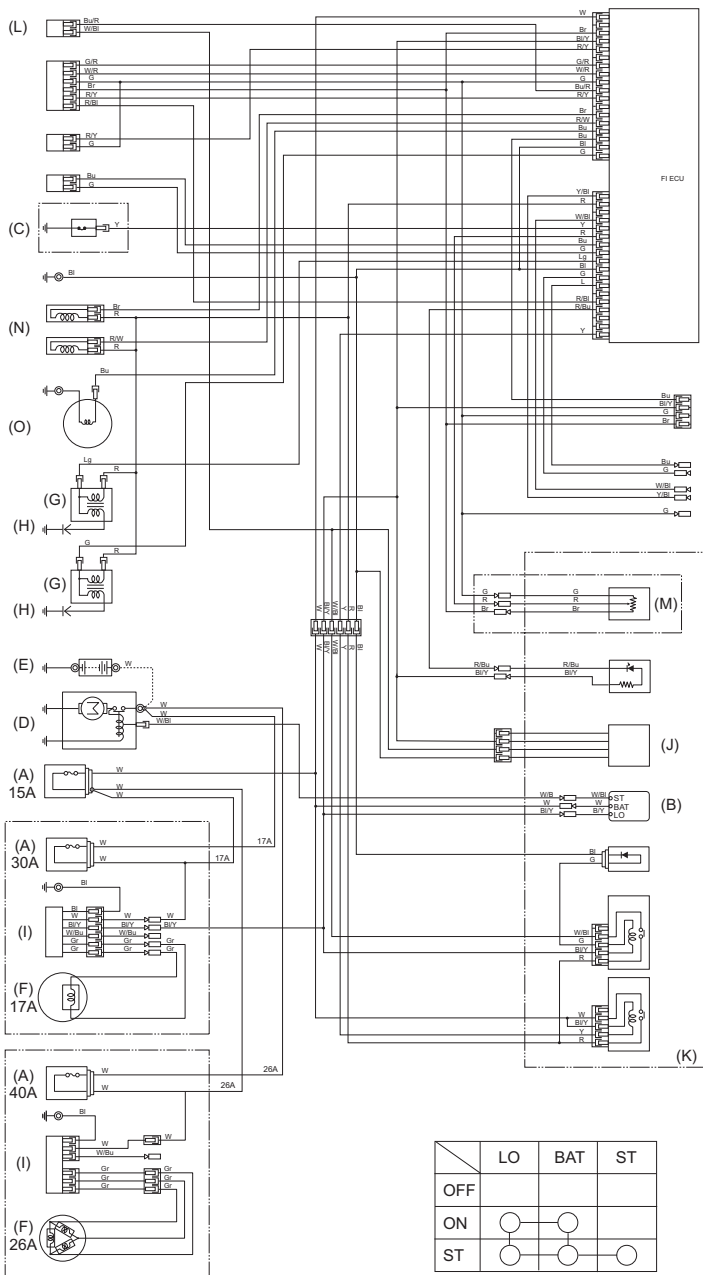 (L)
Bu/R
W/Bl
G/R
W/R
G
Br
R/Y
R/Bl
R/Y
G
Bu
G
(C)
Y
Bl
(N)
Br
R
R/W
R
Bu
(O)
Lg
R
(G)
(H)
G
R
(G)
(H)
(E)
W
(D)
M
W
W
W/Bl
(A)
15A
W
W
W
(A)
30A
W
W
17A
17A
Bl
(I)
Bl
W
Bl/Y
W/Bu
Gr
Gr
W
Bl/Y
W/Bu
Gr
Gr
W
Bl/Y
Gr
Gr
(F)
17A
(A)
40A
W
W
26A
26A
Bl
(I)
W
W/Bu
W
Gr
Gr
Gr
Gr
Gr
Gr
(F)
26A
W
Br
Bl/Y
R/Y
G/R
W/R
G
Bu/R
R/Y
Br
R/W
Bu
Bu
Bl
G
FI ECU
Y/Bl
R
W/Bl
Y
R
Bu
G
Lg
Bl
G
L
R/Bl
R/Bu
Y
Bu
Bl/Y
G
Br
Bu
G
W/Bl
Y/Bl
G
W
Bl/Y
W/Bl
Y
R
Bl
W
Bl/Y
W/Bl
Y
R
Bl
G
R
Br
G
R
Br
(M)
R/Bu
Bl/Y
R/Bu
Bl/Y
(J)
W/B
W
Bl/Y
W/Bl
W
B/Y
ST
BAT
LO
(B)
Bl
G
W/Bl
G
Bl/Y
R
W
Bl/Y
Y
R
(K)
LO BAT ST
OFF
ON
ST